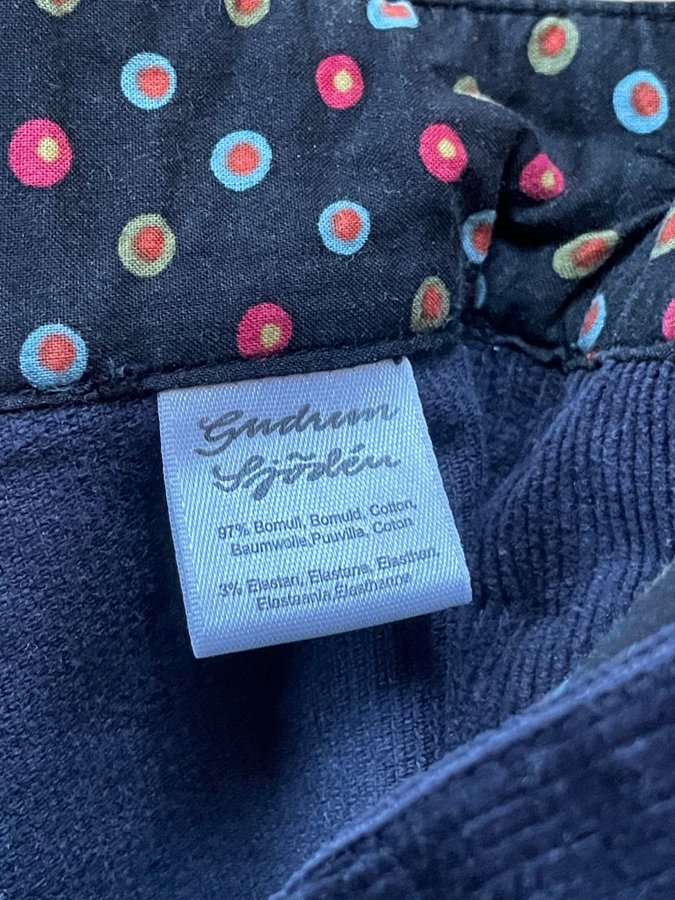 Gudrun
Sjödén
97% Bomull, Bomuld, Cotton,
Baumwolle,Puuvilla, Coton
3% Elastan, Elastane, Elasthan,
Elastaania,Elasthanne